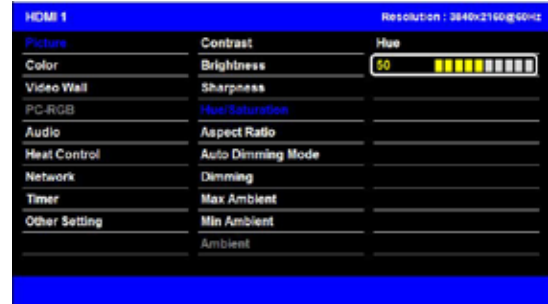 HDMI 1 Resolution : 3840x2160@60Hz
Picture Contrast Hue
Color Brightness 50
Video Wall Sharpness
PC-RGB Hue/Saturation
Audio Aspect Ratio
Heat Control Auto Dimming Mode
Network Dimming
Timer Max Ambient
Other Setting Min Ambient
Ambient